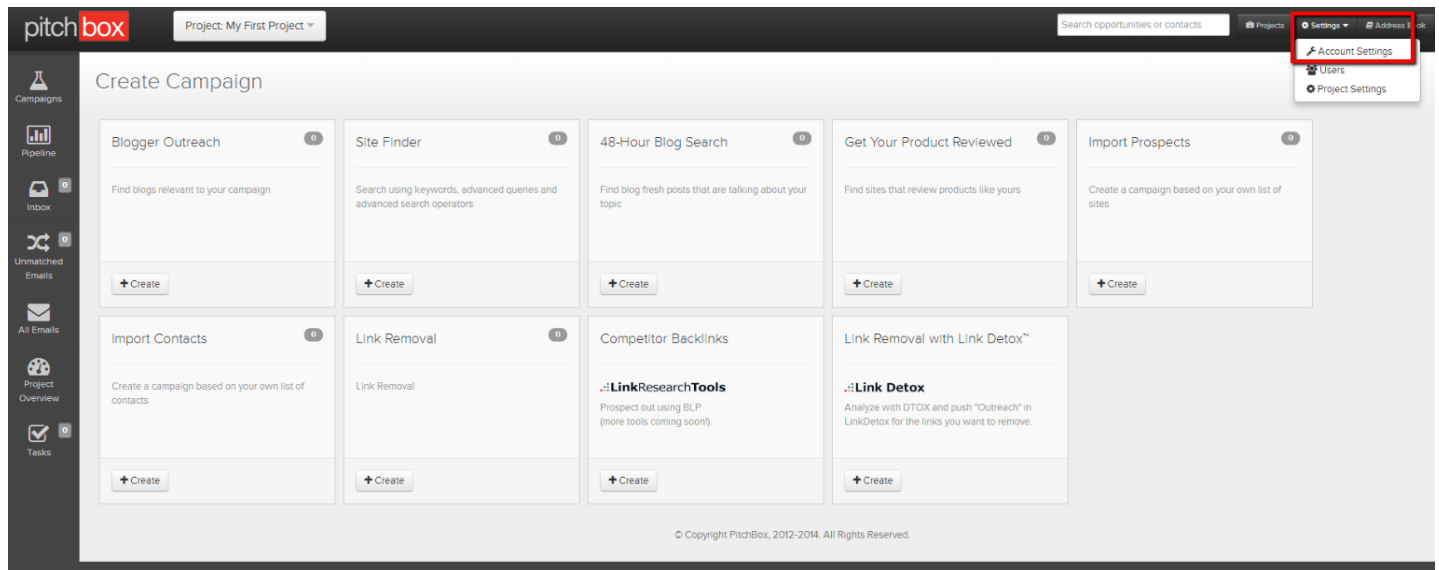 pitchbox
Project: My First Project
Search opportunities or contacts
Projects
Settings
Address Book
Account Settings
Users
Project Settings
Campaigns
Pipeline
0
Inbox
0
Unmatched
Emails
All Emails
Project
Overview
0
Tasks
Create Campaign
Blogger Outreach 0
Find blogs relevant to your campaign
+ Create
Site Finder 0
Search using keywords, advanced queries and
advanced search operators
+ Create
48-Hour Blog Search 0
Find blog fresh posts that are talking about your
topic
+ Create
Get Your Product Reviewed 0
Find sites that review products like yours
+ Create
Import Prospects 0
Create a campaign based on your own list of
sites
+ Create
Import Contacts 0
Create a campaign based on your own list of
contacts
+ Create
Link Removal 0
Link Removal
+ Create
Competitor Backlinks
LinkResearchTools
Prospect out using BLP
(more tools coming soon!).
+ Create
Link Removal with Link Detox™
Link Detox
Analyze with DTOX and push "Outreach" in
LinkDetox for the links you want to remove.
+ Create
© Copyright PitchBox, 2012-2014. All Rights Reserved.